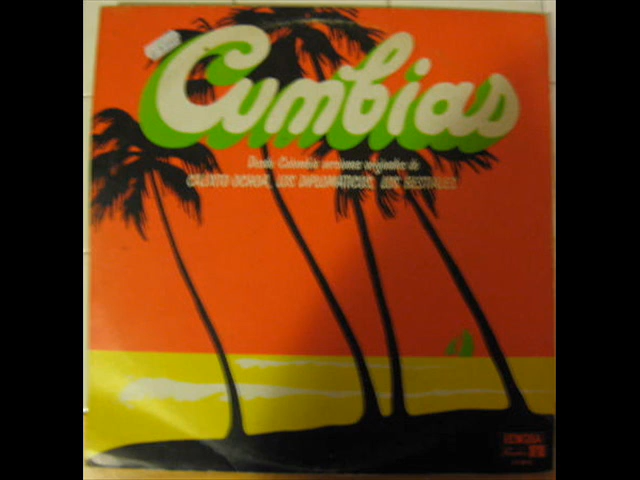 Cumbias
Desde Colombia versiones originales de
CALIXTO OCHOA, LOS DIPLOMATICOS, LOS BESTIALES